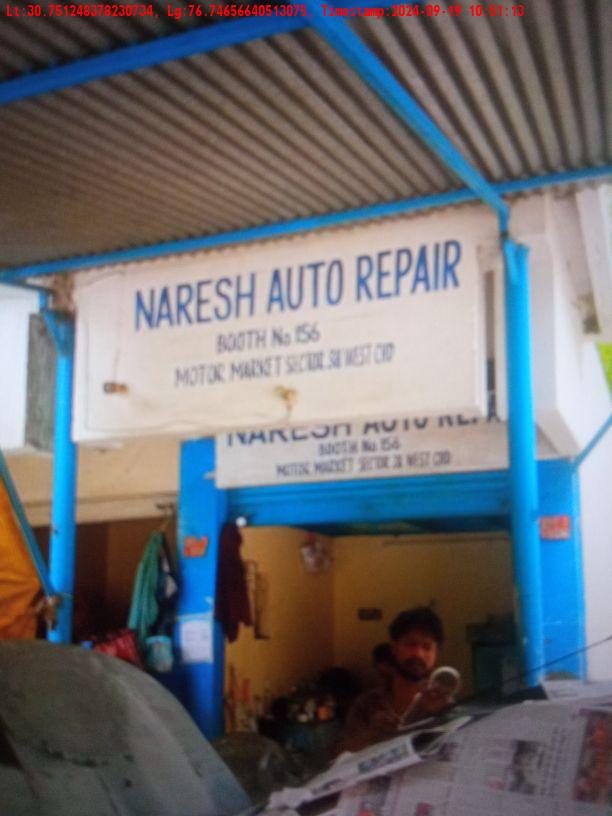 Lt:30.751248378230734, Lg:76.74656640513075, Timestamp:2024-09-19 10:51:13
NARESH AUTO REPAIR
BOOTH No. 156
MOTOR MARKET SECTOR.38 WEST CHD
NARESH AUTO REPA
BOOTH No. 156
MOTOR MARKET SECTOR 38 WEST CHD